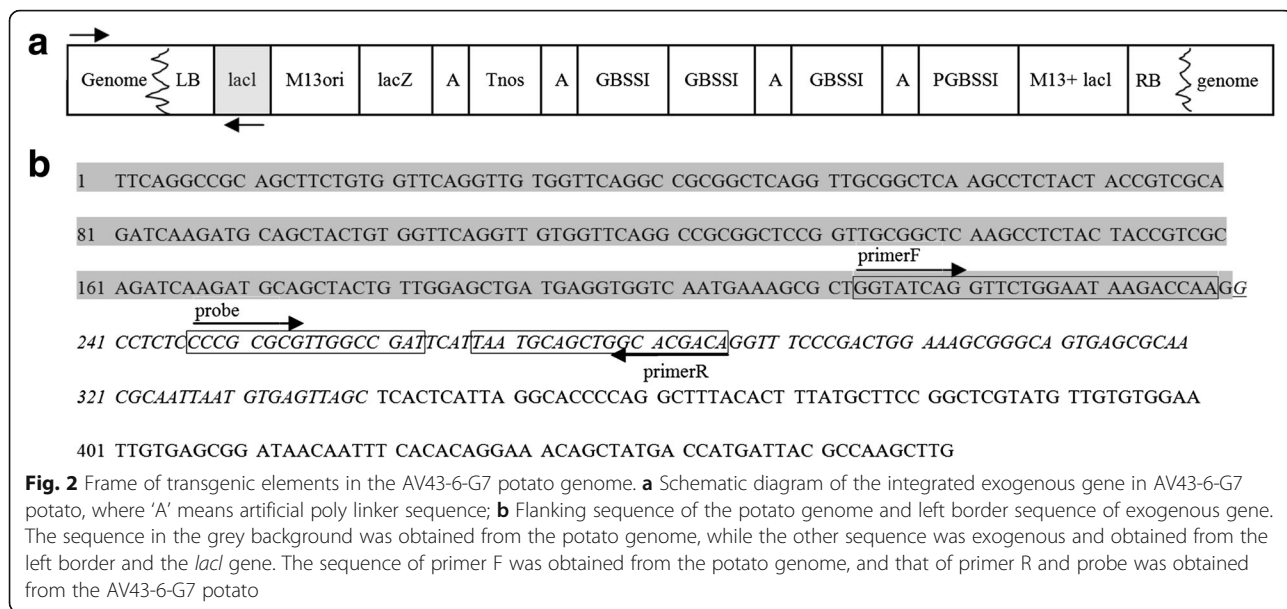 a
Genome LB lacI M13ori lacZ A Tnos A GBSSI GBSSI A GBSSI A PGBSSI M13+ lacI RB genome
b
1 TTCAGGCCGC AGCTTCTGTG GTTCAGGTTG TGGTTCAGGC CGCGGCTCAGG TTGCGGCTCA AGCCTCTACT ACCGTCGCA
81 GATCAAGATG CAGCTACTGT GGTTCAGGTT GTGGTTCAGG CCGCGGCTCCG GTTGCGGCTC AAGCCTCTAC TACCGTCGC
primerF
161 AGATCAAGATG CAGCTACTG TTGGAGCTGA TGAGGTGGTC AATGAAAGCG CTGGTATCAG GTTCTGGAAT AAGACCAAGG
probe
241 CCTCTCCCCG CGCGTTGGCC GATTCATTAA TGCAGCTGGC ACGACAGGTT TCCCGACTGG AAAGCGGGCA GTGAGCGCAA
primerR
321 CGCAATTAAT GTGAGTTAGC TCACTCATTA GGCACCCCAG GCTTTACACT TTATGCTTCC GGCTCGTATG TTGTGTGGAA
401 TTGTGAGCGG ATAACAATTT CACACAGGAA ACAGCTATGA CCATGATTAC GCCAAGCTTG
Fig. 2 Frame of transgenic elements in the AV43-6-G7 potato genome. a Schematic diagram of the integrated exogenous gene in AV43-6-G7
potato, where 'A' means artificial poly linker sequence; b Flanking sequence of the potato genome and left border sequence of exogenous gene.
The sequence in the grey background was obtained from the potato genome, while the other sequence was exogenous and obtained from the
left border and the lacI gene. The sequence of primer F was obtained from the potato genome, and that of primer R and probe was obtained
from the AV43-6-G7 potato